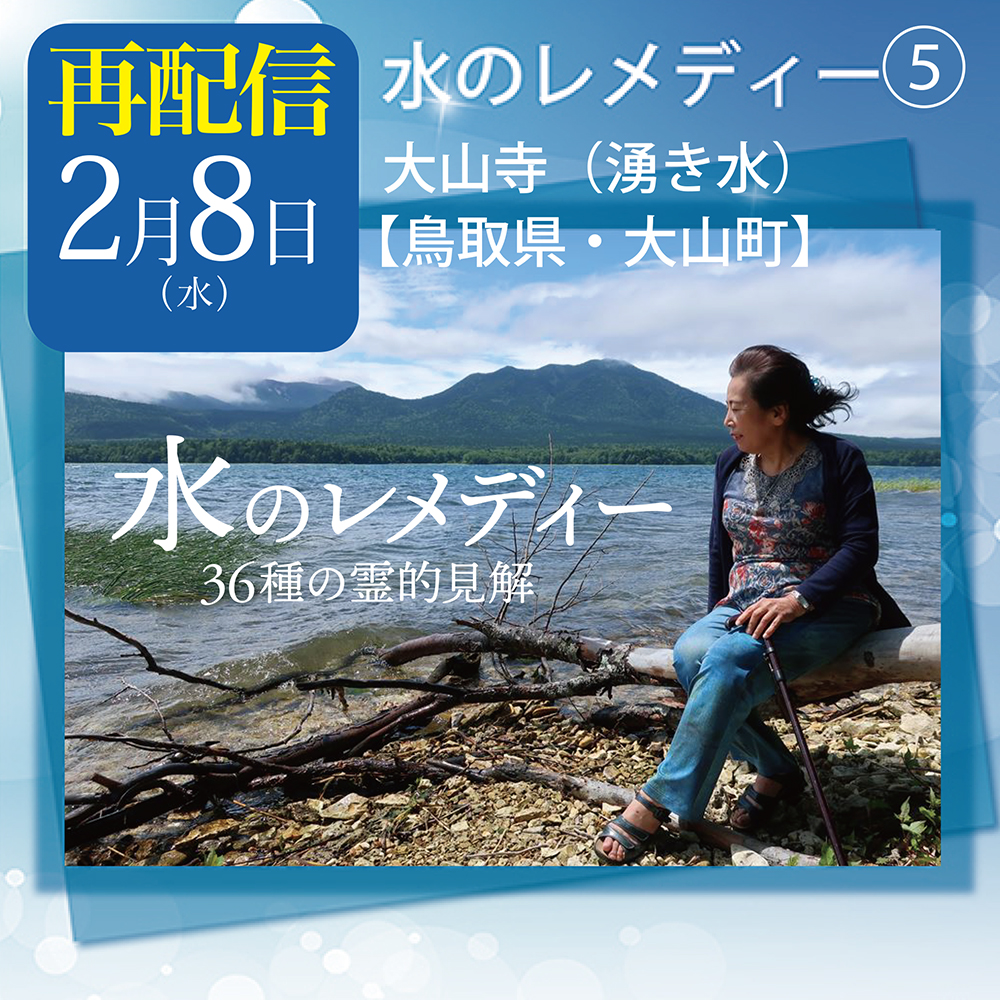 再配信
2月8日
（水）
水のレメディー⑤
大山寺（湧き水）
【鳥取県・大山町】
水のレメディー
36種の霊的見解